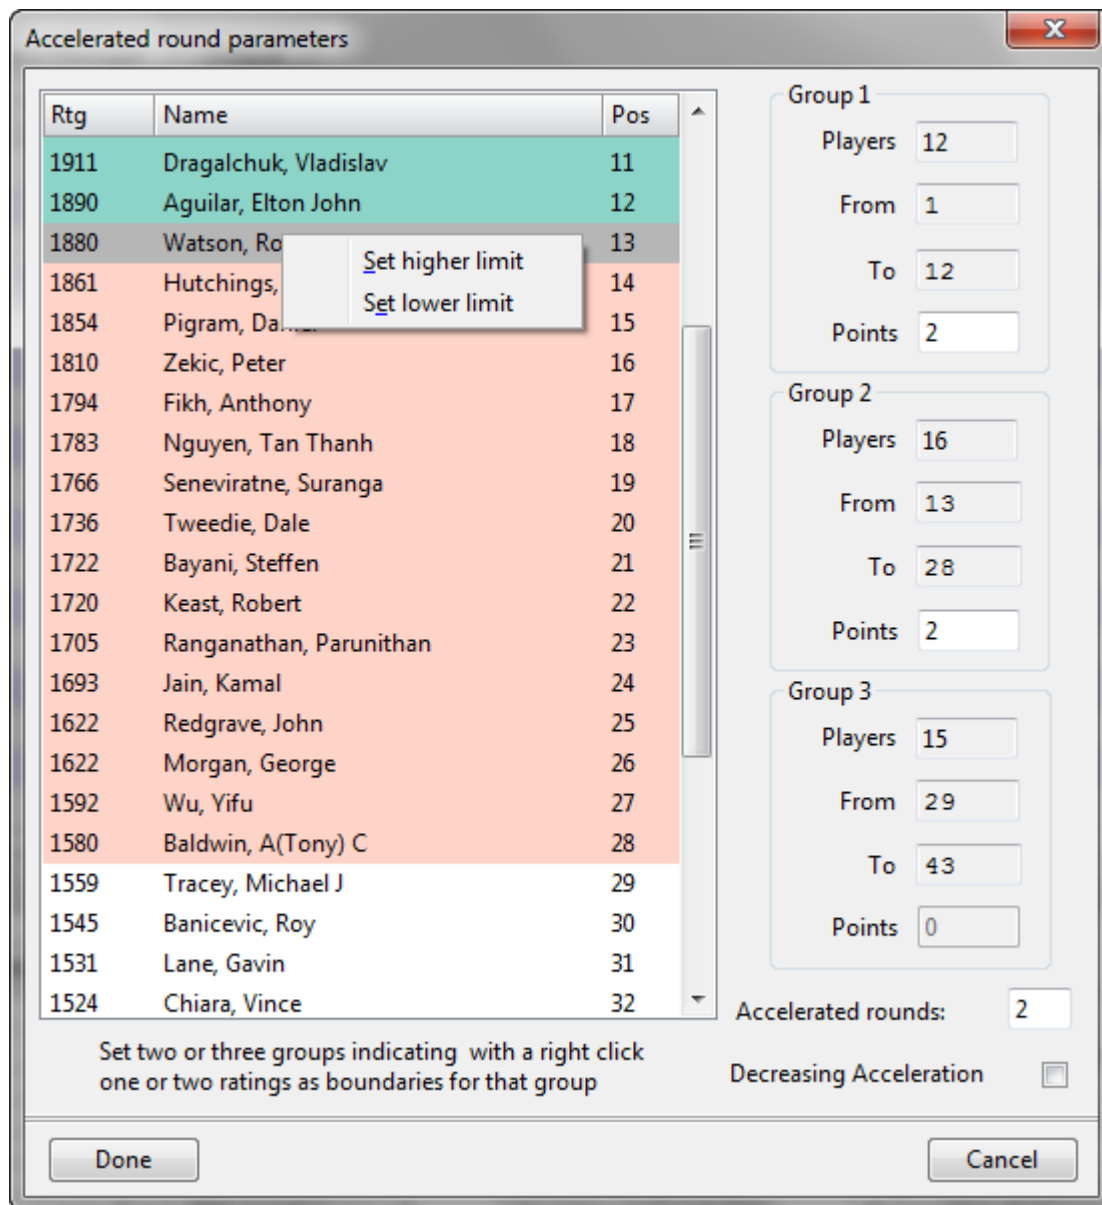 Accelerated round parameters
Rtg Name Pos
1911 Dragalchuk, Vladislav 11
1890 Aguilar, Elton John 12
1880 Watson, Ro 13
1861 Hutchings, 14
1854 Pigram, 15
1810 Zekic, Peter 16
1794 Fikh, Anthony 17
1783 Nguyen, Tan Thanh 18
1766 Seneviratne, Suranga 19
1736 Tweedie, Dale 20
1722 Bayani, Steffen 21
1720 Keast, Robert 22
1705 Ranganathan, Parunithan 23
1693 Jain, Kamal 24
1622 Redgrave, John 25
1622 Morgan, George 26
1592 Wu, Yifu 27
1580 Baldwin, A(Tony) C 28
1559 Tracey, Michael J 29
1545 Banicevic, Roy 30
1531 Lane, Gavin 31
1524 Chiara, Vince 32
Set higher limit
Set lower limit
Set two or three groups indicating with a right click
one or two ratings as boundaries for that group
Group 1
Players 12
From 1
To 12
Points 2
Group 2
Players 16
From 13
To 28
Points 2
Group 3
Players 15
From 29
To 43
Points 0
Accelerated rounds: 2
Decreasing Acceleration
Done
Cancel